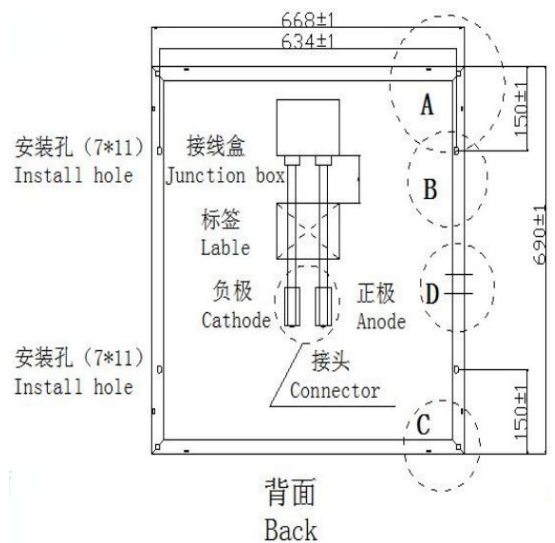 668±1
634±1
A
150±1
安装孔（7*11）
Install hole
接线盒
Junction box
B
标签
Lable
690±1
负极
Cathode
正极
Anode
D
安装孔（7*11）
Install hole
接头
Connector
150±1
C
背面
Back